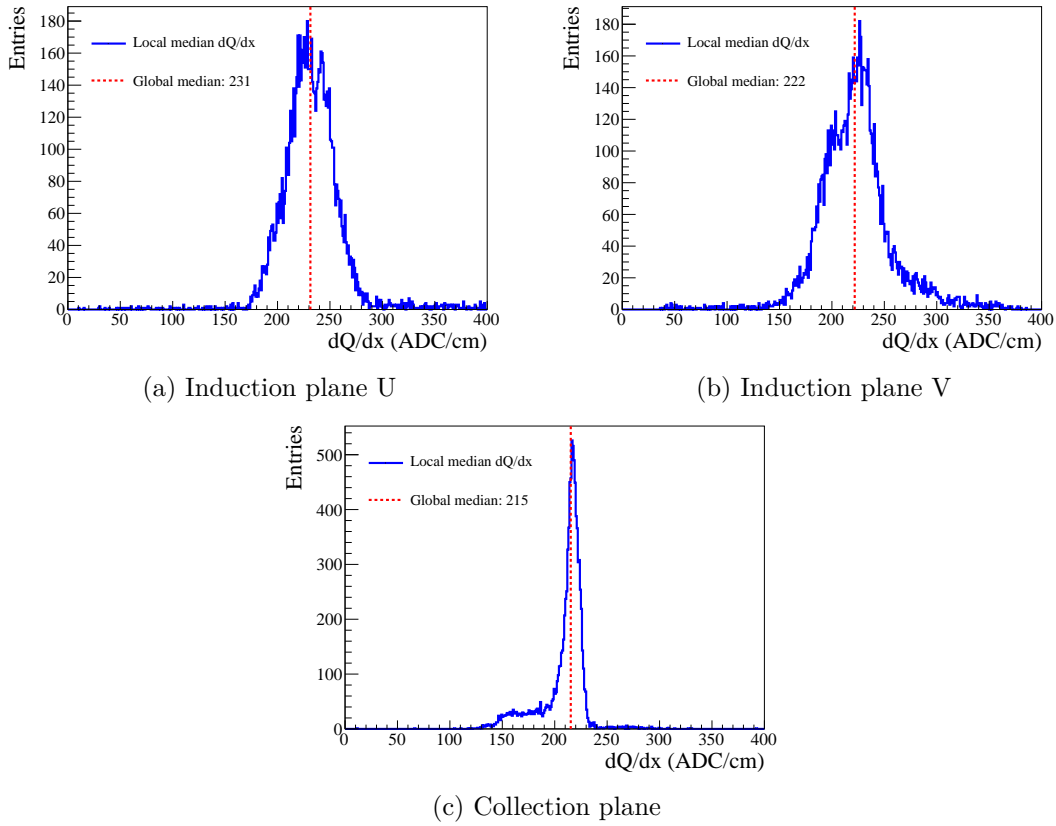 Entries
180
160
140
120
100
80
60
40
20
0
Local median dQ/dx
Global median: 231
0 50 100 150 200 250 300 350 400
dQ/dx (ADC/cm)
(a) Induction plane U
Entries
180
160
140
120
100
80
60
40
20
0
Local median dQ/dx
Global median: 222
0 50 100 150 200 250 300 350 400
dQ/dx (ADC/cm)
(b) Induction plane V
Entries
500
400
300
200
100
0
Local median dQ/dx
Global median: 215
0 50 100 150 200 250 300 350 400
dQ/dx (ADC/cm)
(c) Collection plane